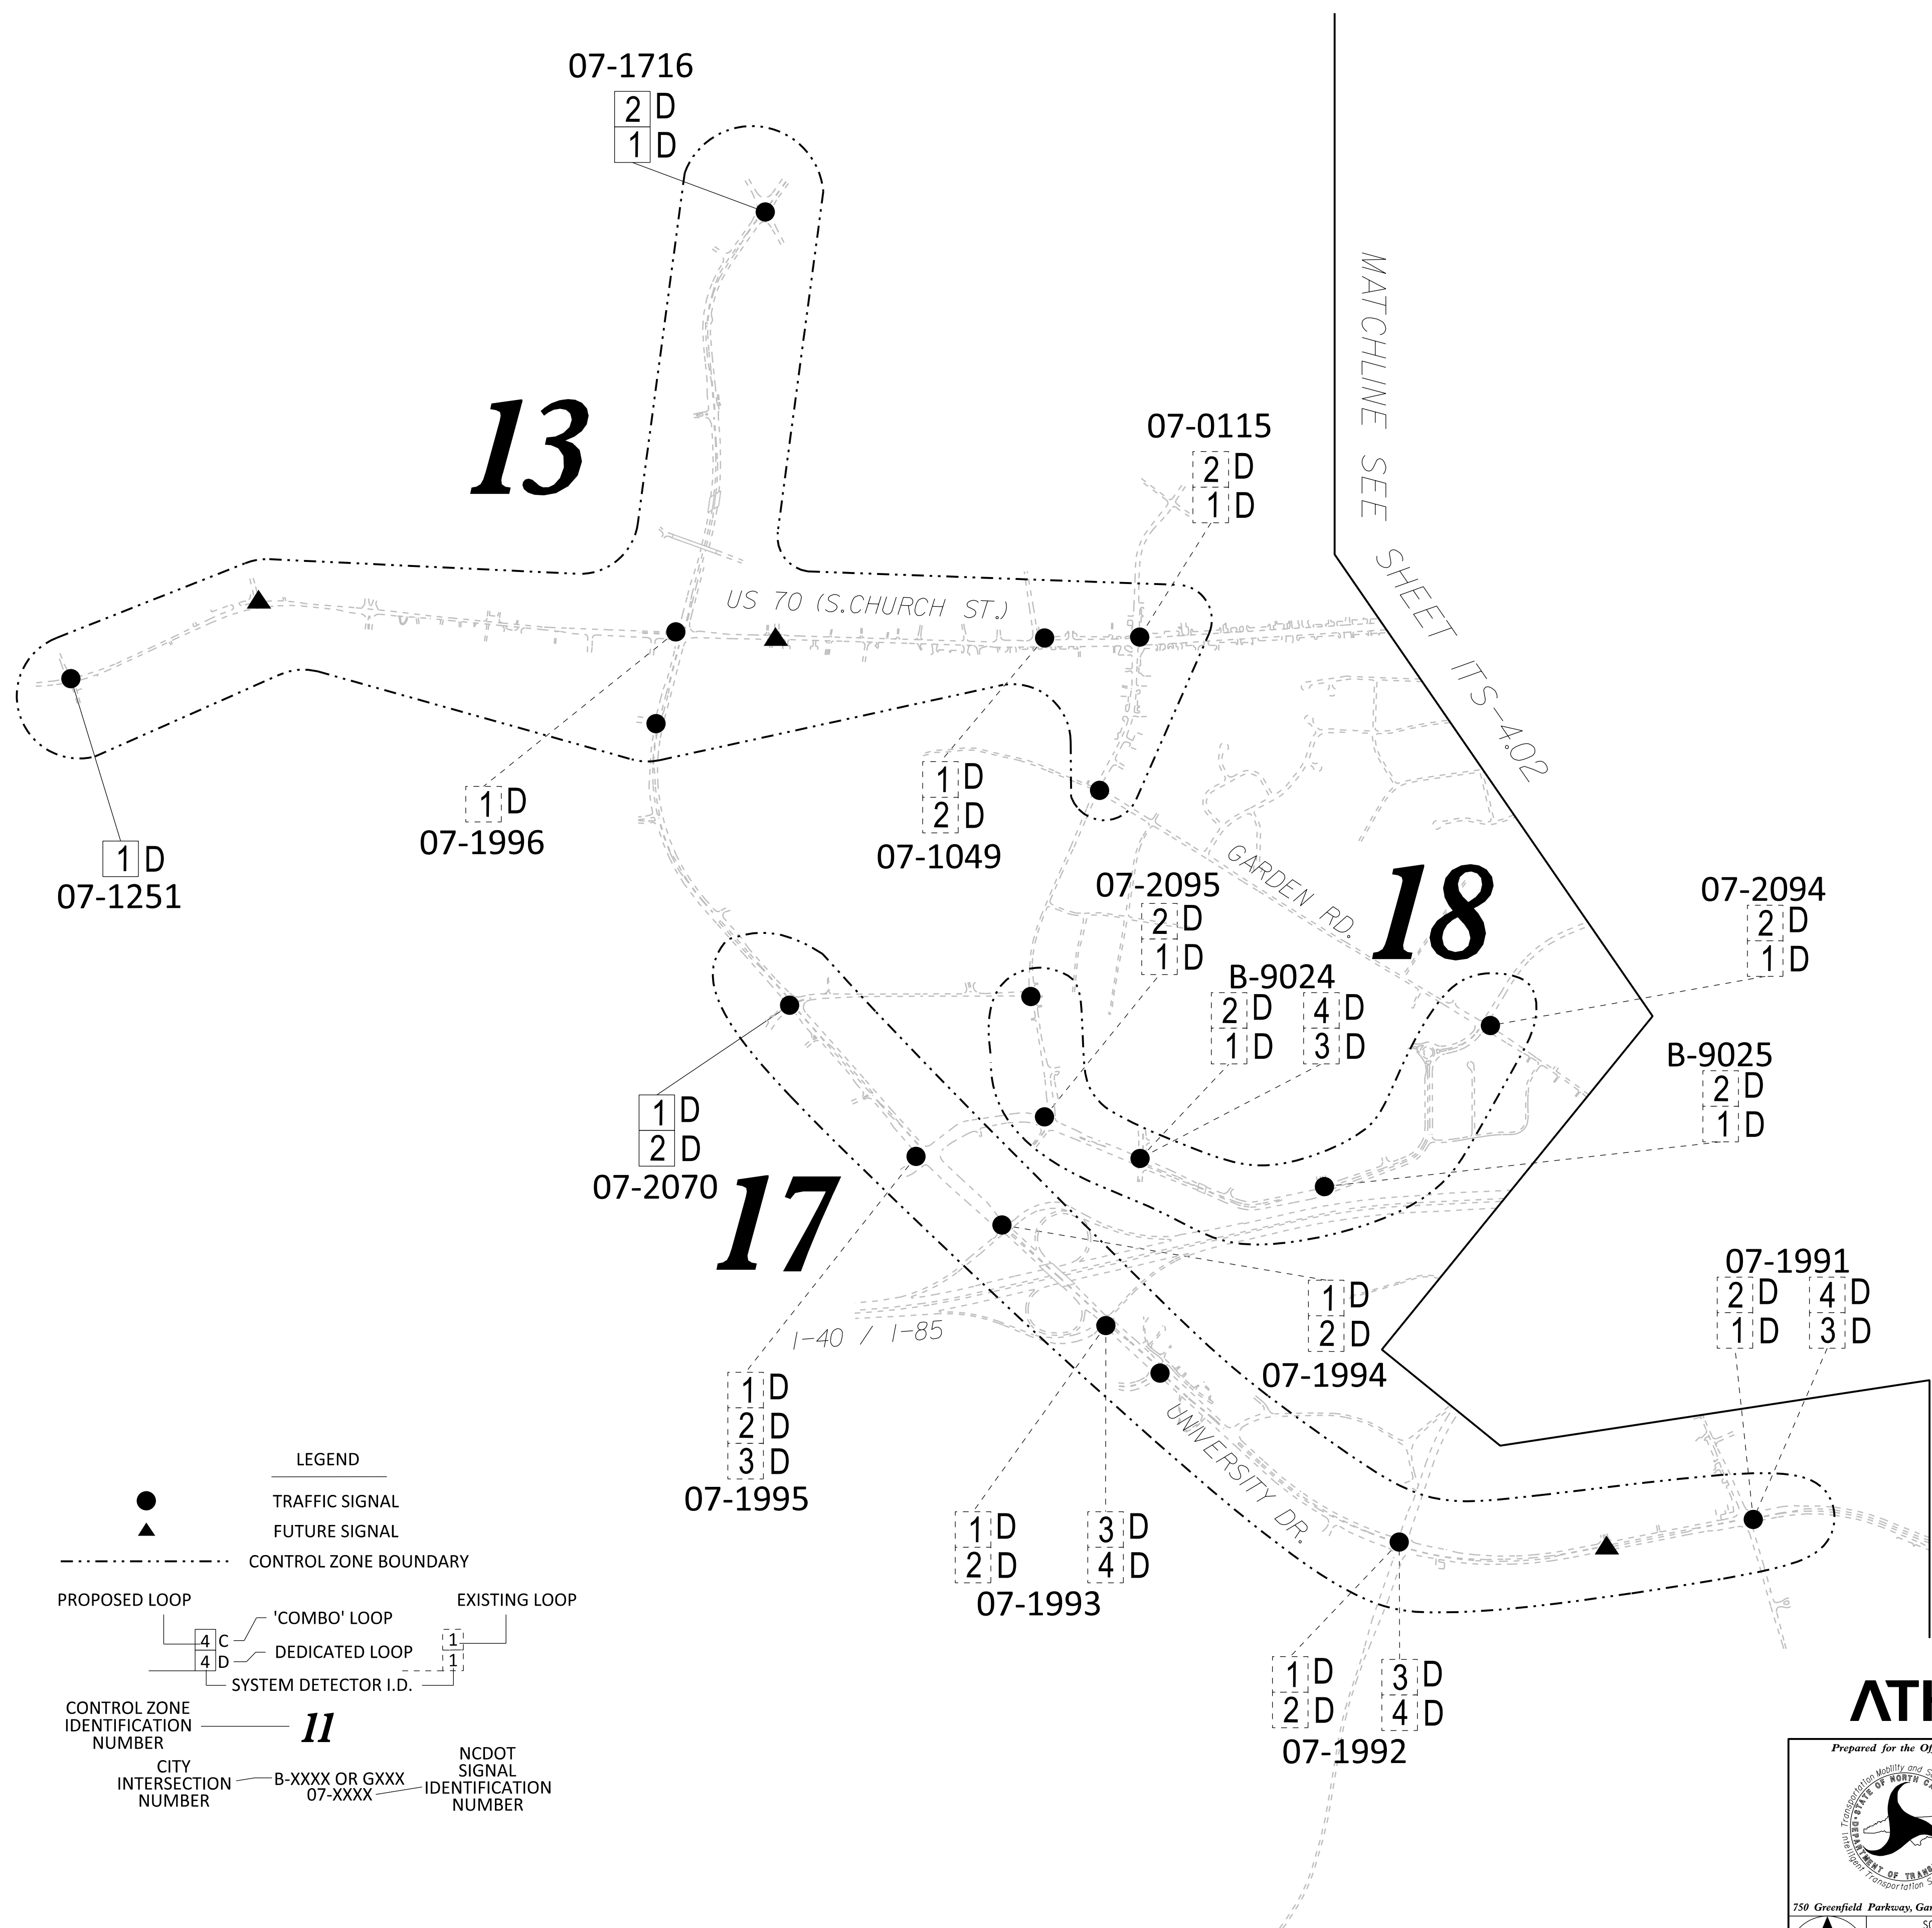 07-1716
2 D
1 D
13
07-0115
2 D
1 D
MATCHLINE SEE SHEET ITS-4.02
US 70 (S.CHURCH ST.)
1 D
07-1251
1 D
07-1996
1 D
2 D
07-1049
GARDEN RD.
18
07-2095
2 D
1 D
07-2094
2 D
1 D
B-9024
2 D 4 D
1 D 3 D
B-9025
2 D
1 D
1 D
2 D
07-2070
17
I-40 / I-85
1 D
2 D
07-1994
07-1991
2 D 4 D
1 D 3 D
1 D
2 D
3 D
07-1995
UNIVERSITY DR.
1 D 3 D
2 D 4 D
07-1993
1 D 3 D
2 D 4 D
07-1992
LEGEND
TRAFFIC SIGNAL
FUTURE SIGNAL
CONTROL ZONE BOUNDARY
PROPOSED LOOP
EXISTING LOOP
'COMBO' LOOP
4 C
1
DEDICATED LOOP
4 D
1
SYSTEM DETECTOR I.D.
CONTROL ZONE
IDENTIFICATION
NUMBER
11
CITY
INTERSECTION
NUMBER
B-XXXX OR GXXX
07-XXXX
NCDOT
SIGNAL
IDENTIFICATION
NUMBER
Prepared for the
750 Greenfield Parkway,